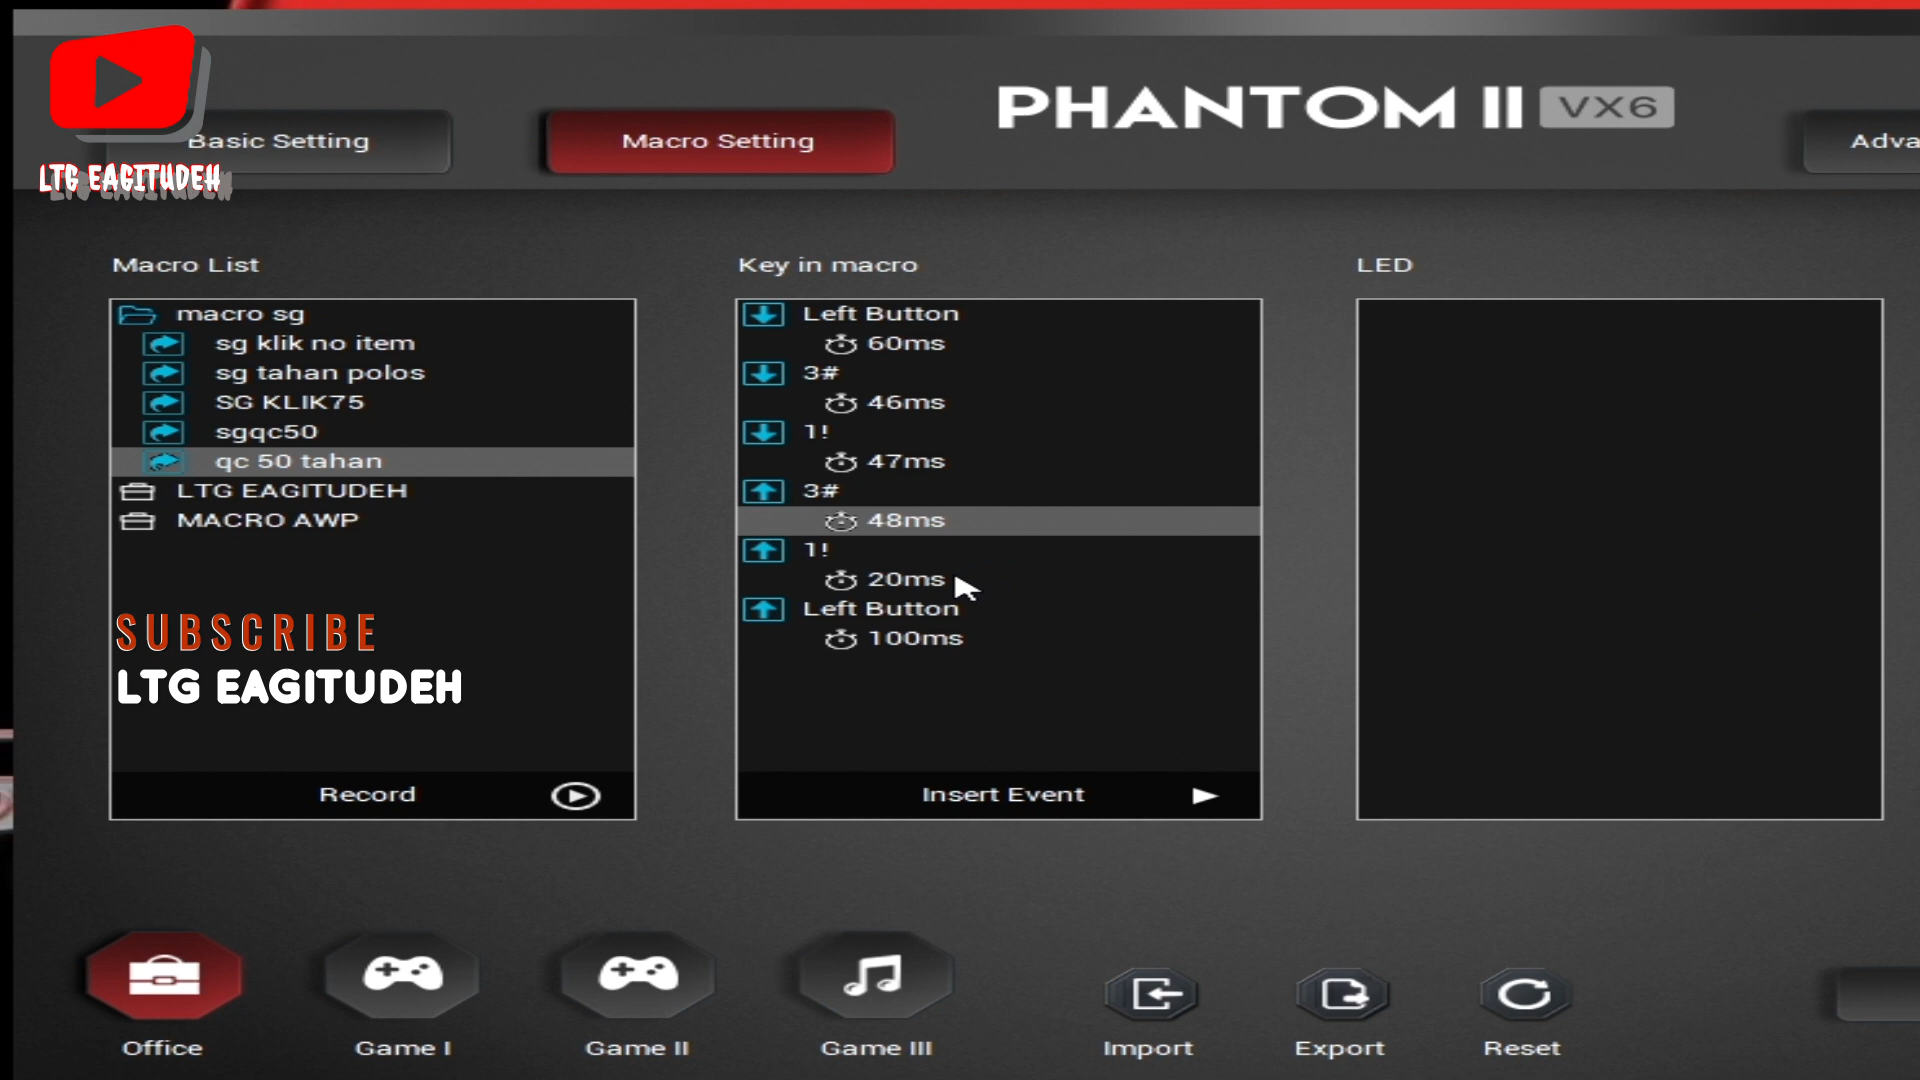 PHANTOM II VX6
Basic Setting
Macro Setting
LTG EAGITUDEH
Macro List
Key in macro
LED
macro sg
sg klik no item
sg tahan polos
SG KLIK75
sgqc50
qc 50 tahan
LTG EAGITUDEH
MACRO AWP
SUBSCRIBE
LTG EAGITUDEH
Record
Left Button
60ms
3#
46ms
1!
47ms
3#
48ms
1!
20ms
Left Button
100ms
Insert Event
Office
Game I
Game II
Game III
Import
Export
Reset